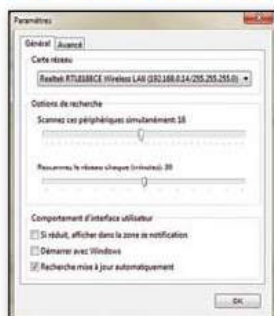 Paramètres
Général Avancé
Carte réseau
Realtek RTL8188CE Wireless LAN (192.168.0.14/255.255.255.0)
Options de recherche
Scannez ces périphériques simultanément: 16
Rescannez le réseau chaque (minutes): 30
Comportement d'interface utilisateur
Si réduit, afficher dans la zone de notification
Démarrer avec Windows
Recherche mise à jour automatiquement
OK